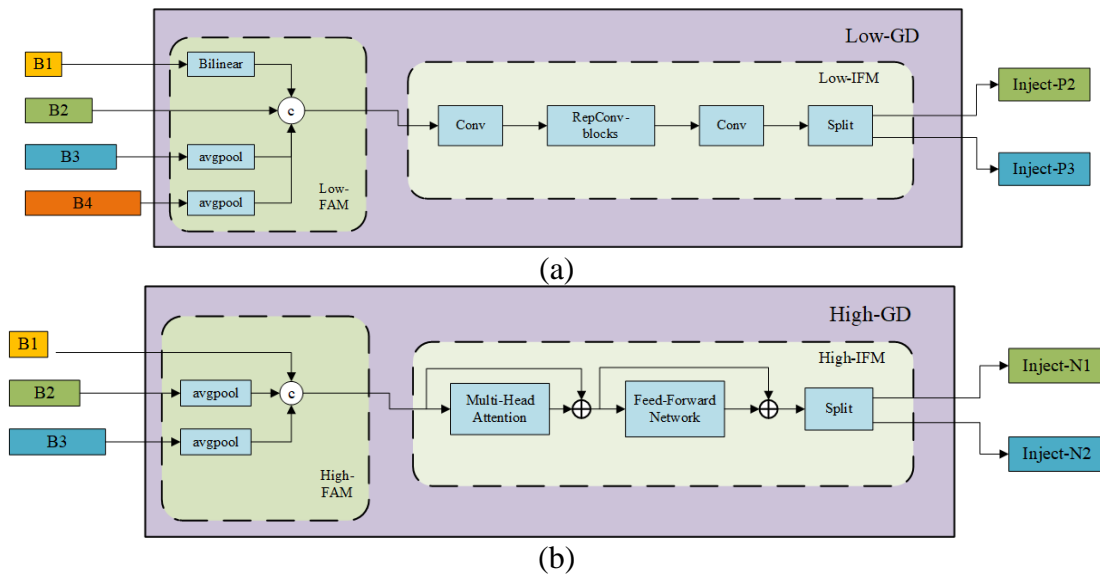 Low-GD
B1
Bilinear
Low-IFM
Inject-P2
B2
c
Conv
RepConv-
blocks
Conv
Split
B3
avgpool
Inject-P3
B4
avgpool
Low-
FAM
(a)
High-GD
B1
High-IFM
Inject-N1
B2
avgpool
c
Multi-Head
Attention
Feed-Forward
Network
Split
B3
avgpool
Inject-N2
High-
FAM
(b)